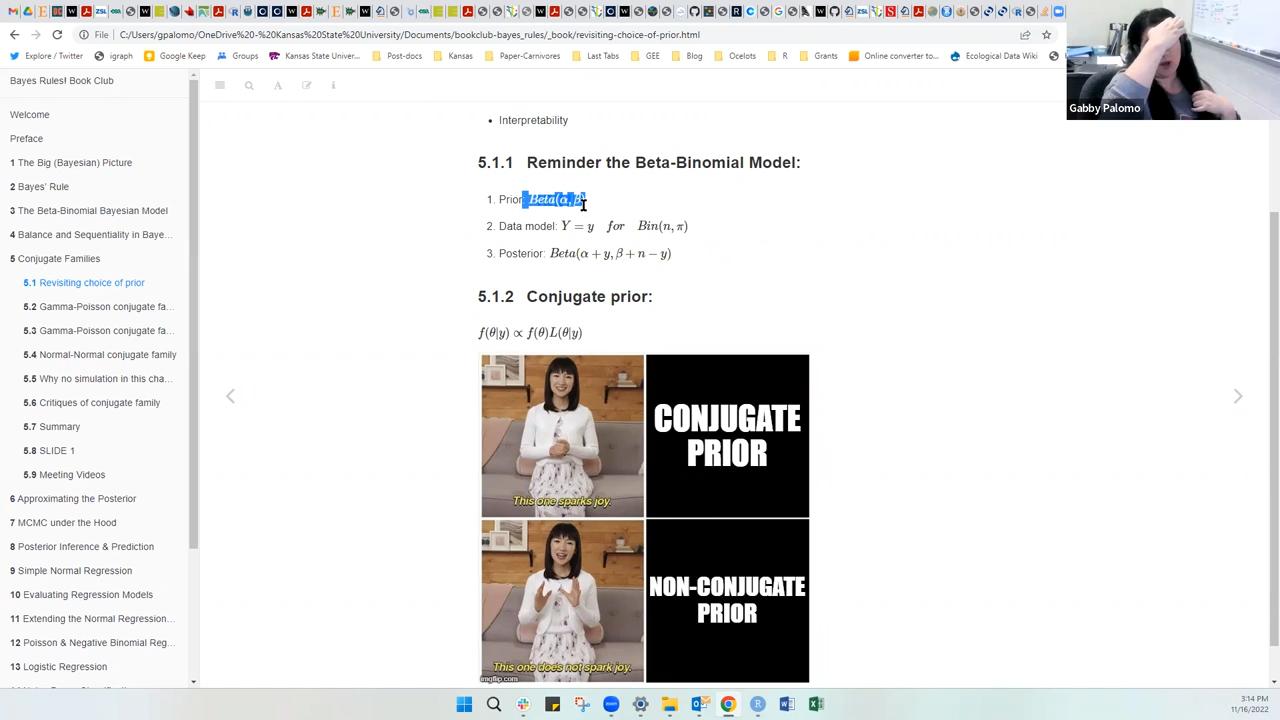 File
C:/Users/gpalomo/OneDrive%20-%20Kansas%20State%20University/Documents/bookclub-bayes_rules/_book/revisiting-choice-of-prior.html
Explore / Twitter
igraph
Google Keep
Groups
Kansas State Univer...
Post-docs
Kansas
Paper-Carnivores
Last Tabs
GEE
Blog
Ocelots
R
Grants
Online converter to...
Ecological Data Wiki
Gabby Palomo
Bayes Rules! Book Club
Welcome
Preface
1 The Big (Bayesian) Picture
2 Bayes' Rule
3 The Beta-Binomial Bayesian Model
4 Balance and Sequentiality in Baye...
5 Conjugate Families
5.1 Revisiting choice of prior
5.2 Gamma-Poisson conjugate fa...
5.3 Gamma-Poisson conjugate fa...
5.4 Normal-Normal conjugate family
5.5 Why no simulation in this cha...
5.6 Critiques of conjugate family
5.7 Summary
5.8 SLIDE 1
5.9 Meeting Videos
6 Approximating the Posterior
7 MCMC under the Hood
8 Posterior Inference & Prediction
9 Simple Normal Regression
10 Evaluating Regression Models
11 Extending the Normal Regression...
12 Poisson & Negative Binomial Reg...
13 Logistic Regression
• Interpretability
5.1.1 Reminder the Beta-Binomial Model:
1. Prior: Beta(α, β)
2. Data model: Y = y for Bin(n, π)
3. Posterior: Beta(α + y, β + n − y)
5.1.2 Conjugate prior:
f(θ|y) ∝ f(θ)L(θ|y)
This one sparks joy.
CONJUGATE
PRIOR
This one does not spark joy.
NON-CONJUGATE
PRIOR
imgflip.com
3:14 PM
11/16/2022